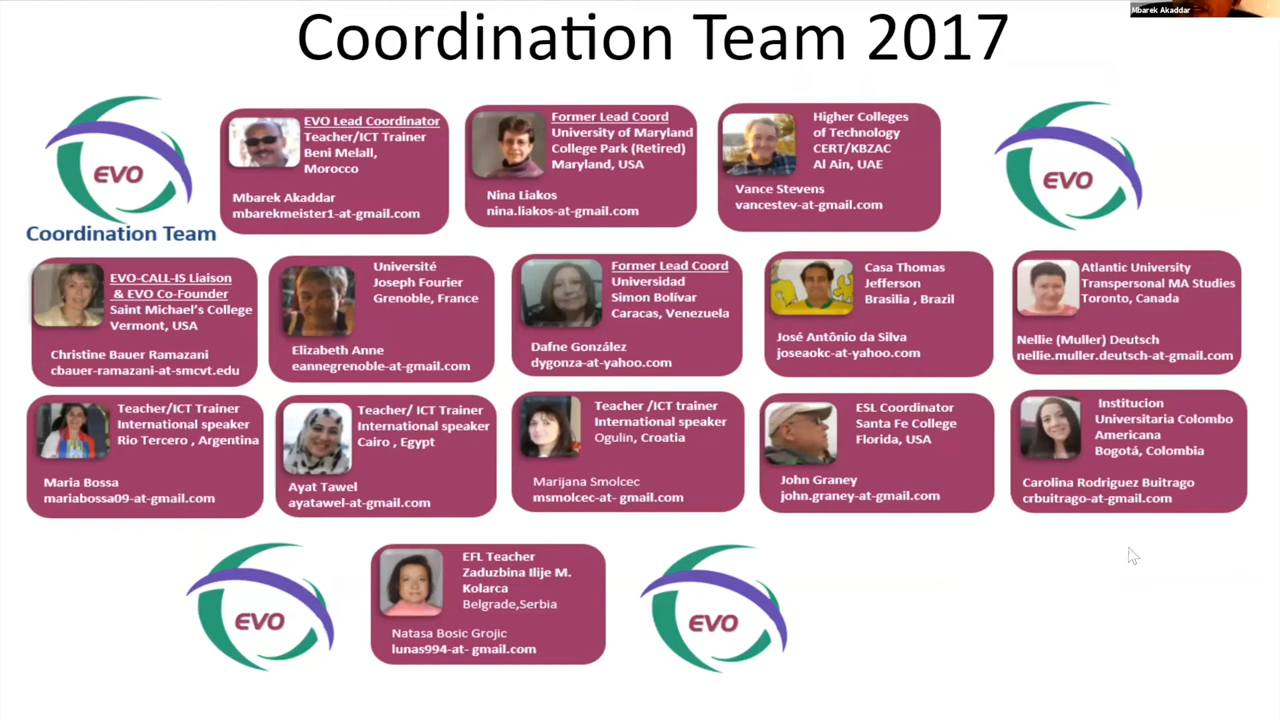 Coordination Team 2017
Mbarek Akaddar
EVO
Coordination Team
EVO Lead Coordinator
Teacher/ICT Trainer
Beni Melall,
Morocco
Mbarek Akaddar
mbarekmeister1-at-gmail.com
Former Lead Coord
University of Maryland
College Park (Retired)
Maryland, USA
Nina Liakos
nina.liakos-at-gmail.com
Higher Colleges
of Technology
CERT/KBZAC
Al Ain, UAE
Vance Stevens
vancestev-at-gmail.com
EVO
EVO-CALL-IS Liaison
& EVO Co-Founder
Saint Michael's College
Vermont, USA
Christine Bauer Ramazani
cbauer-ramazani-at-smcvt.edu
Université
Joseph Fourier
Grenoble, France
Elizabeth Anne
eannegrenoble-at-gmail.com
Former Lead Coord
Universidad
Simon Bolívar
Caracas, Venezuela
Dafne González
dygonza-at-yahoo.com
Casa Thomas
Jefferson
Brasilia , Brazil
José Antônio da Silva
joseaokc-at-yahoo.com
Atlantic University
Transpersonal MA Studies
Toronto, Canada
Nellie (Muller) Deutsch
nellie.muller.deutsch-at-gmail.com
Teacher/ICT Trainer
International speaker
Rio Tercero , Argentina
Maria Bossa
mariabossa09-at-gmail.com
Teacher/ ICT Trainer
International speaker
Cairo , Egypt
Ayat Tawel
ayatawel-at-gmail.com
Teacher /ICT trainer
International speaker
Ogulin, Croatia
Marijana Smolcec
msmolcec-at- gmail.com
ESL Coordinator
Santa Fe College
Florida, USA
John Graney
john.graney-at-gmail.com
Institucion
Universitaria Colombo
Americana
Bogotá, Colombia
Carolina Rodriguez Buitrago
crbuitrago-at-gmail.com
EVO
EFL Teacher
Zaduzbina Ilije M.
Kolarca
Belgrade,Serbia
Natasa Bosic Grojic
lunas994-at- gmail.com
EVO